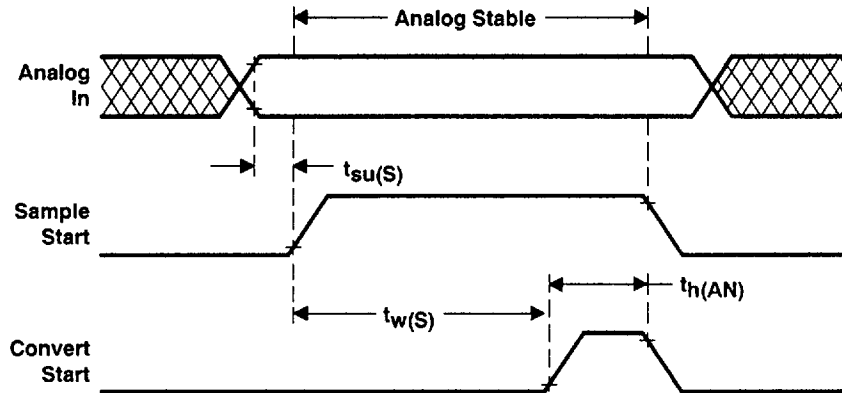 Analog Stable
Analog
In
tsu(S)
Sample
Start
th(AN)
tw(S)
Convert
Start